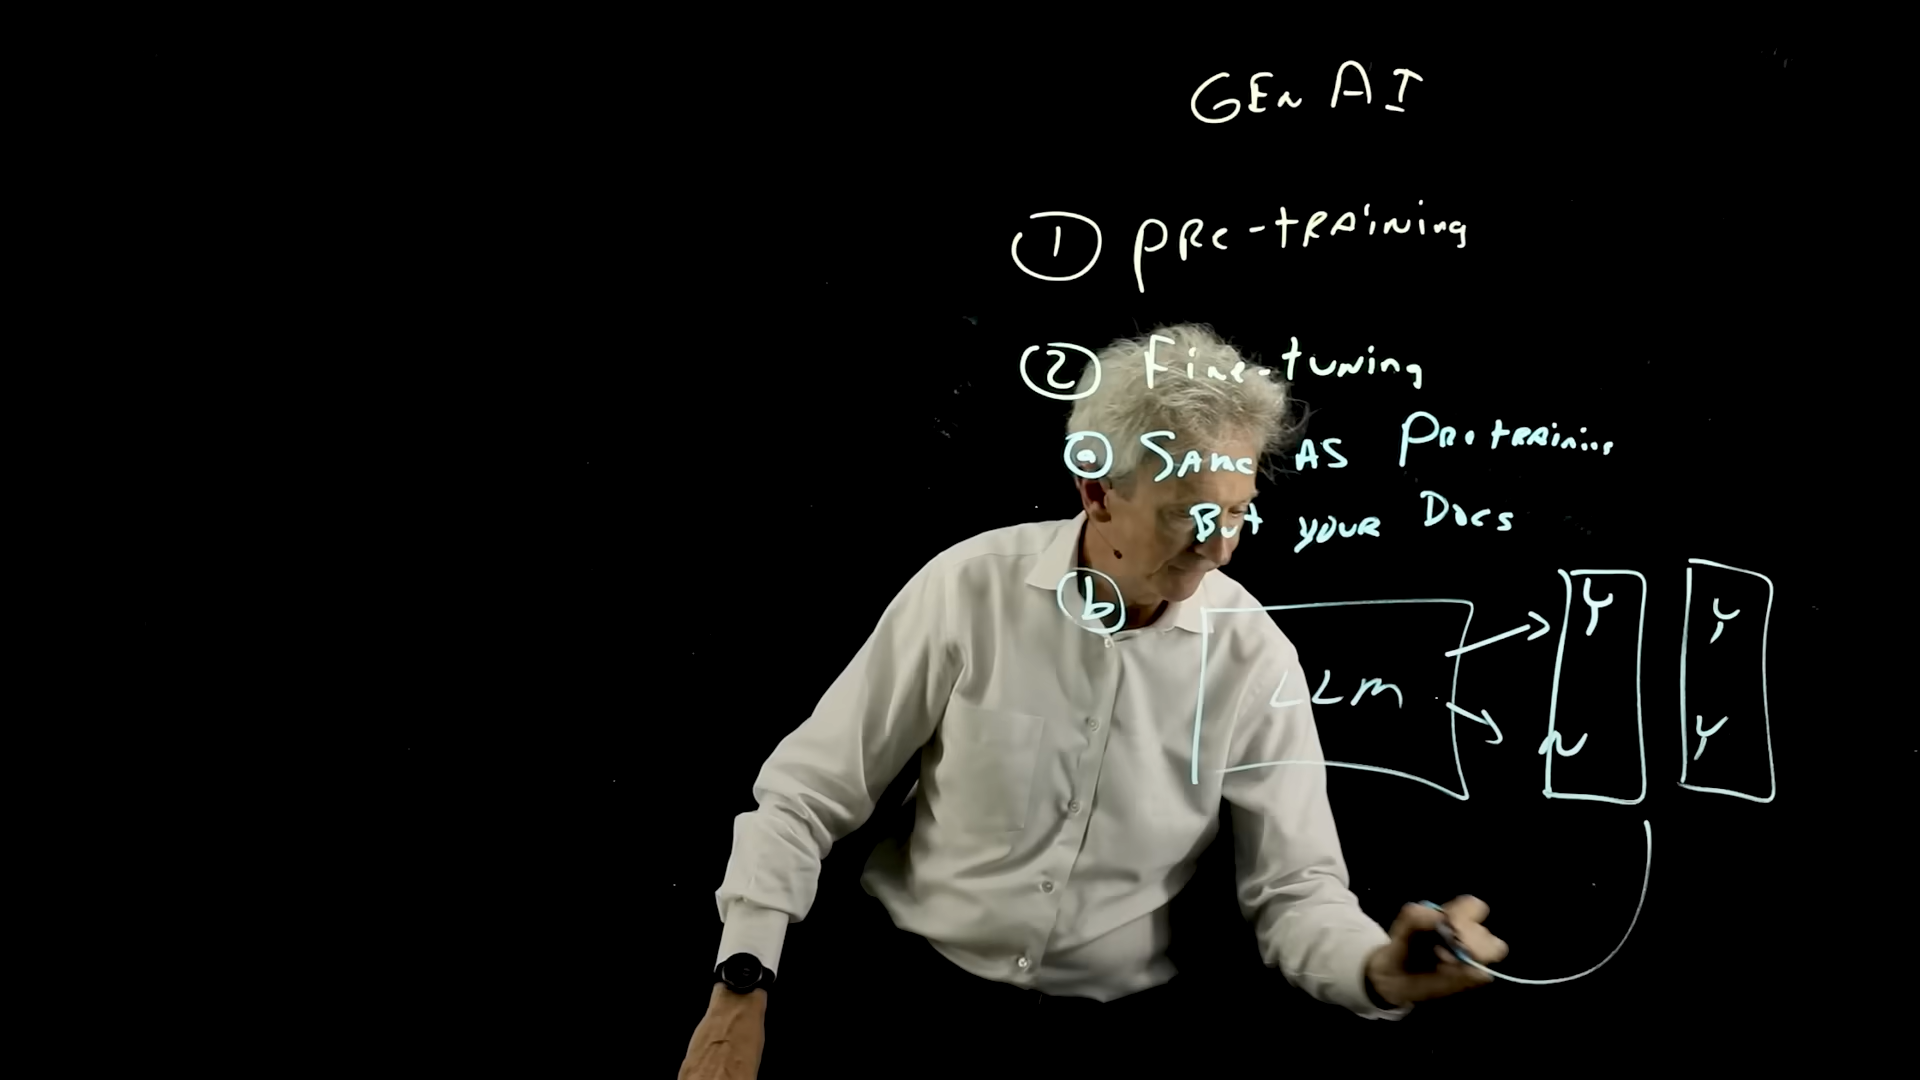 GEN AI
1 PRE-TRAINING
2 FINE-TUNING
a SAME AS PRETRAINING
BUT YOUR DOCS
b
LLM
Y Y
N Y